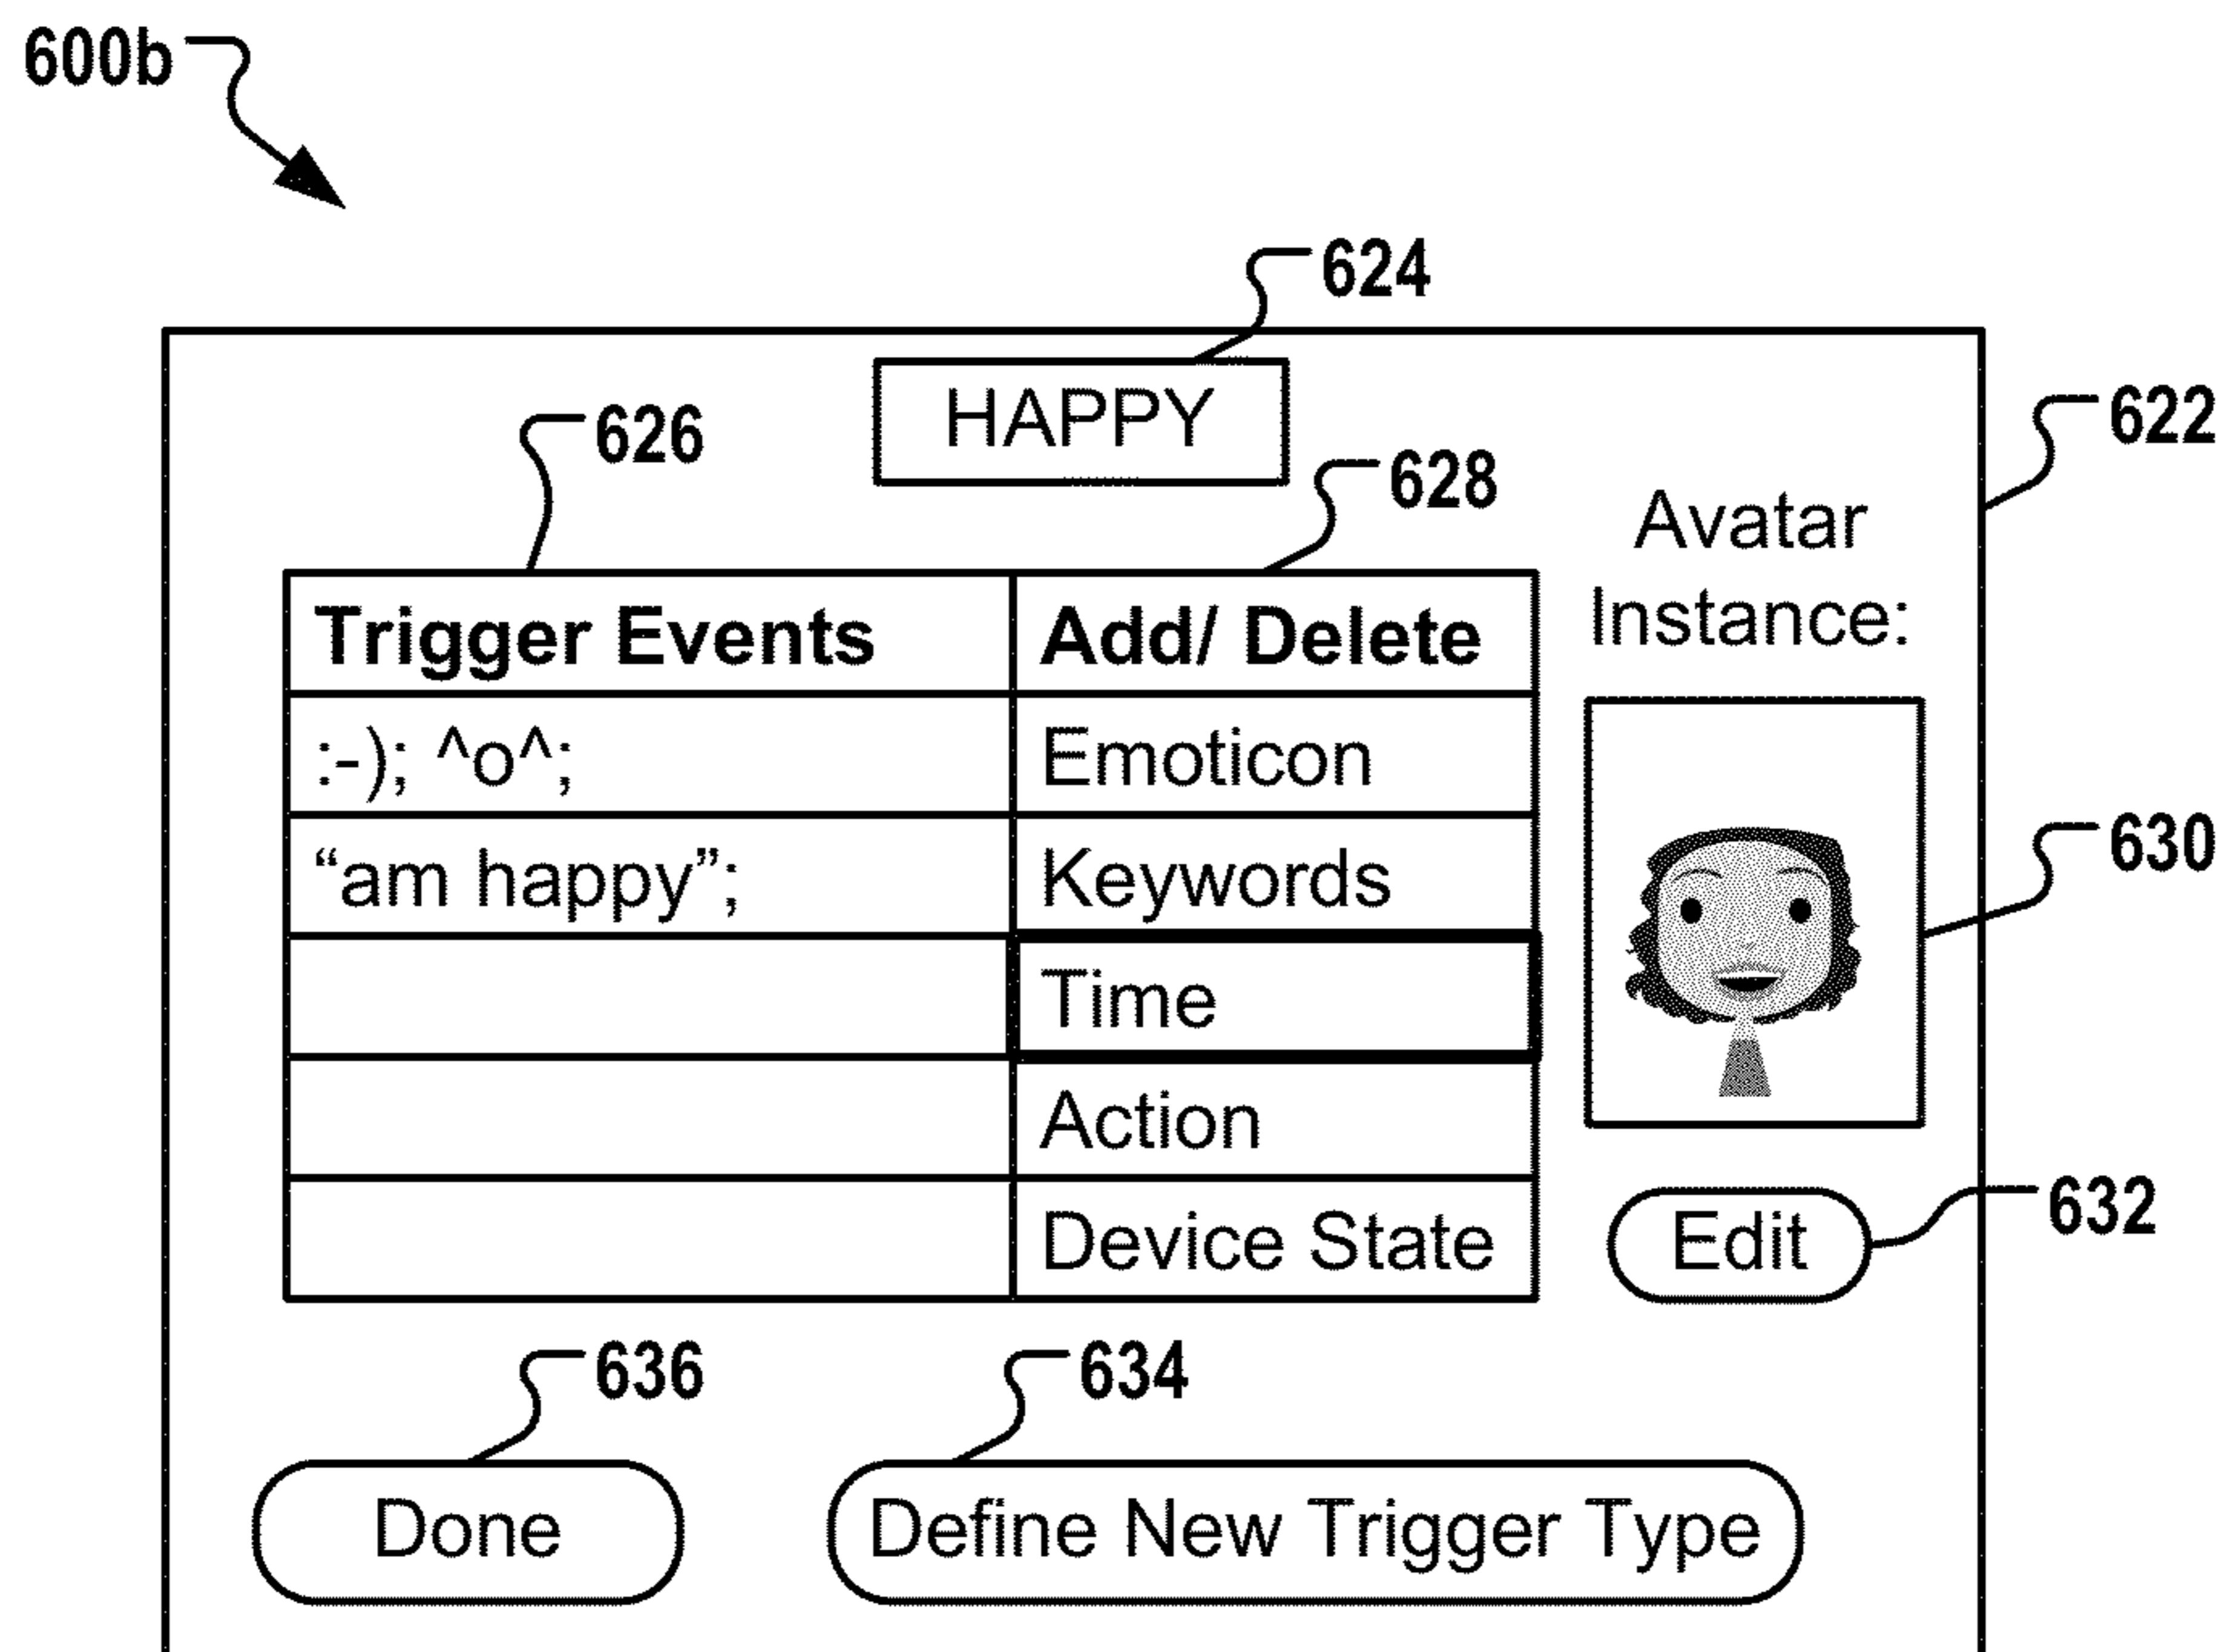 600b
624
HAPPY
622
626
628
Avatar
Instance:
Trigger Events Add/ Delete
:-); ^o^; Emoticon
“am happy”; Keywords
Time
Action
Device State
630
Edit
632
636
634
Done
Define New Trigger Type